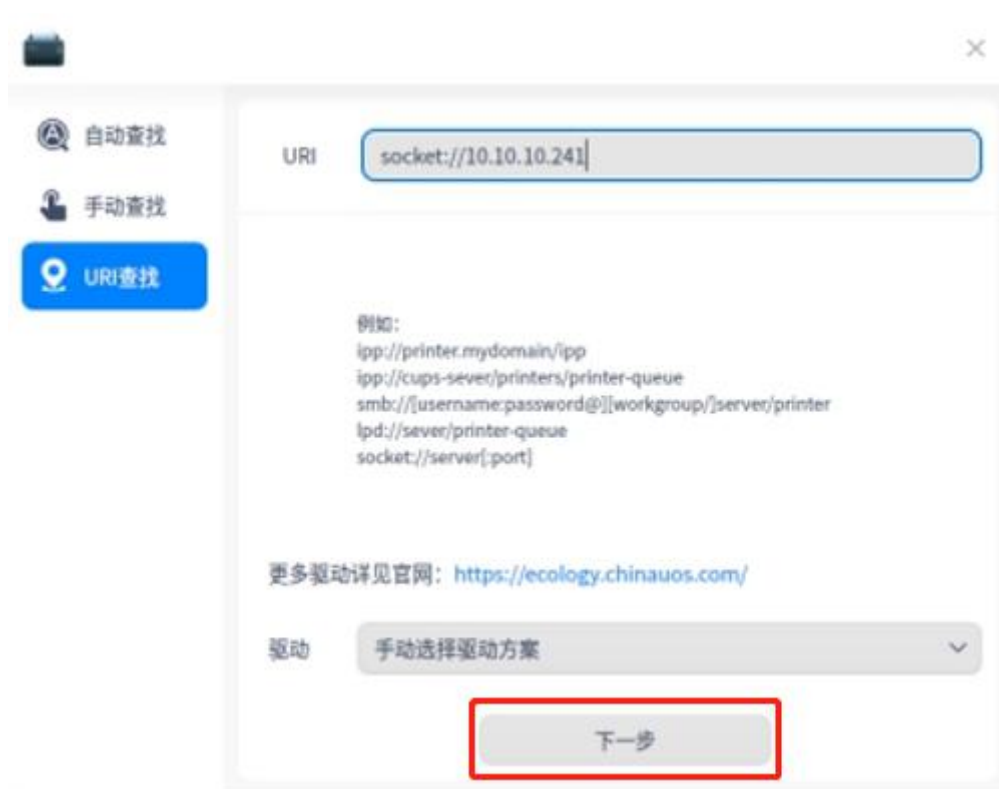 自动查找
手动查找
URI查找
URI socket://10.10.10.241
例如：
ipp://printer.mydomain/ipp
ipp://cups-sever/printers/printer-queue
smb://[username:password@][workgroup/]server/printer
lpd://sever/printer-queue
socket://server[:port]
更多驱动详见官网：https://ecology.chinauos.com/
驱动 手动选择驱动方案
下一步